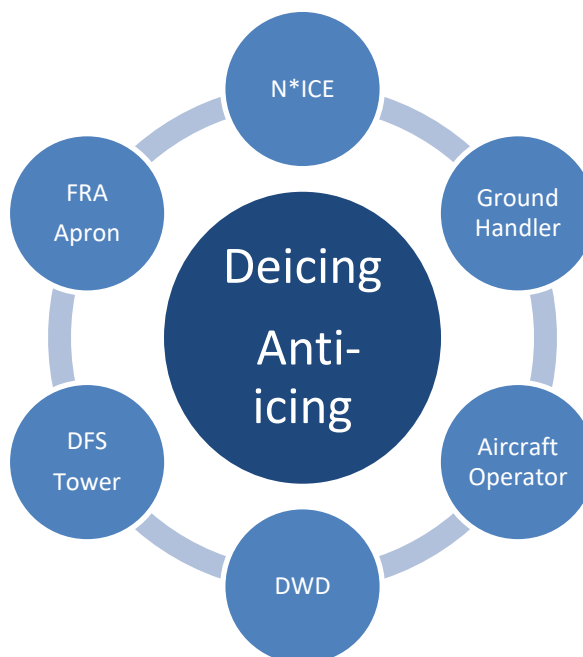 N*ICE
Ground
Handler
Aircraft
Operator
DWD
DFS
Tower
FRA
Apron
Deicing
Anti-
icing